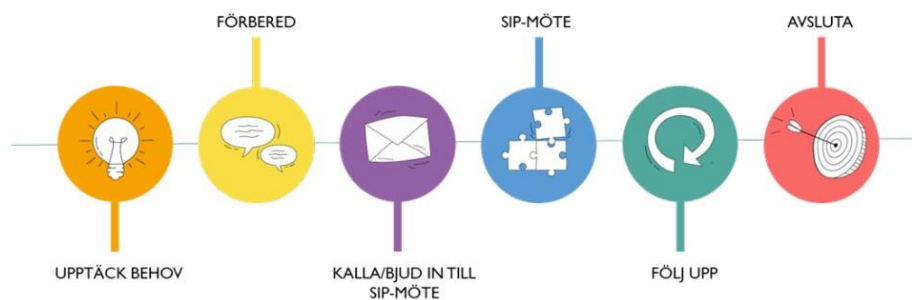 FÖRBERED
SIP-MÖTE
AVSLUTA
UPPTÄCK BEHOV
KALLA/BJUD IN TILL
SIP-MÖTE
FÖLJ UPP